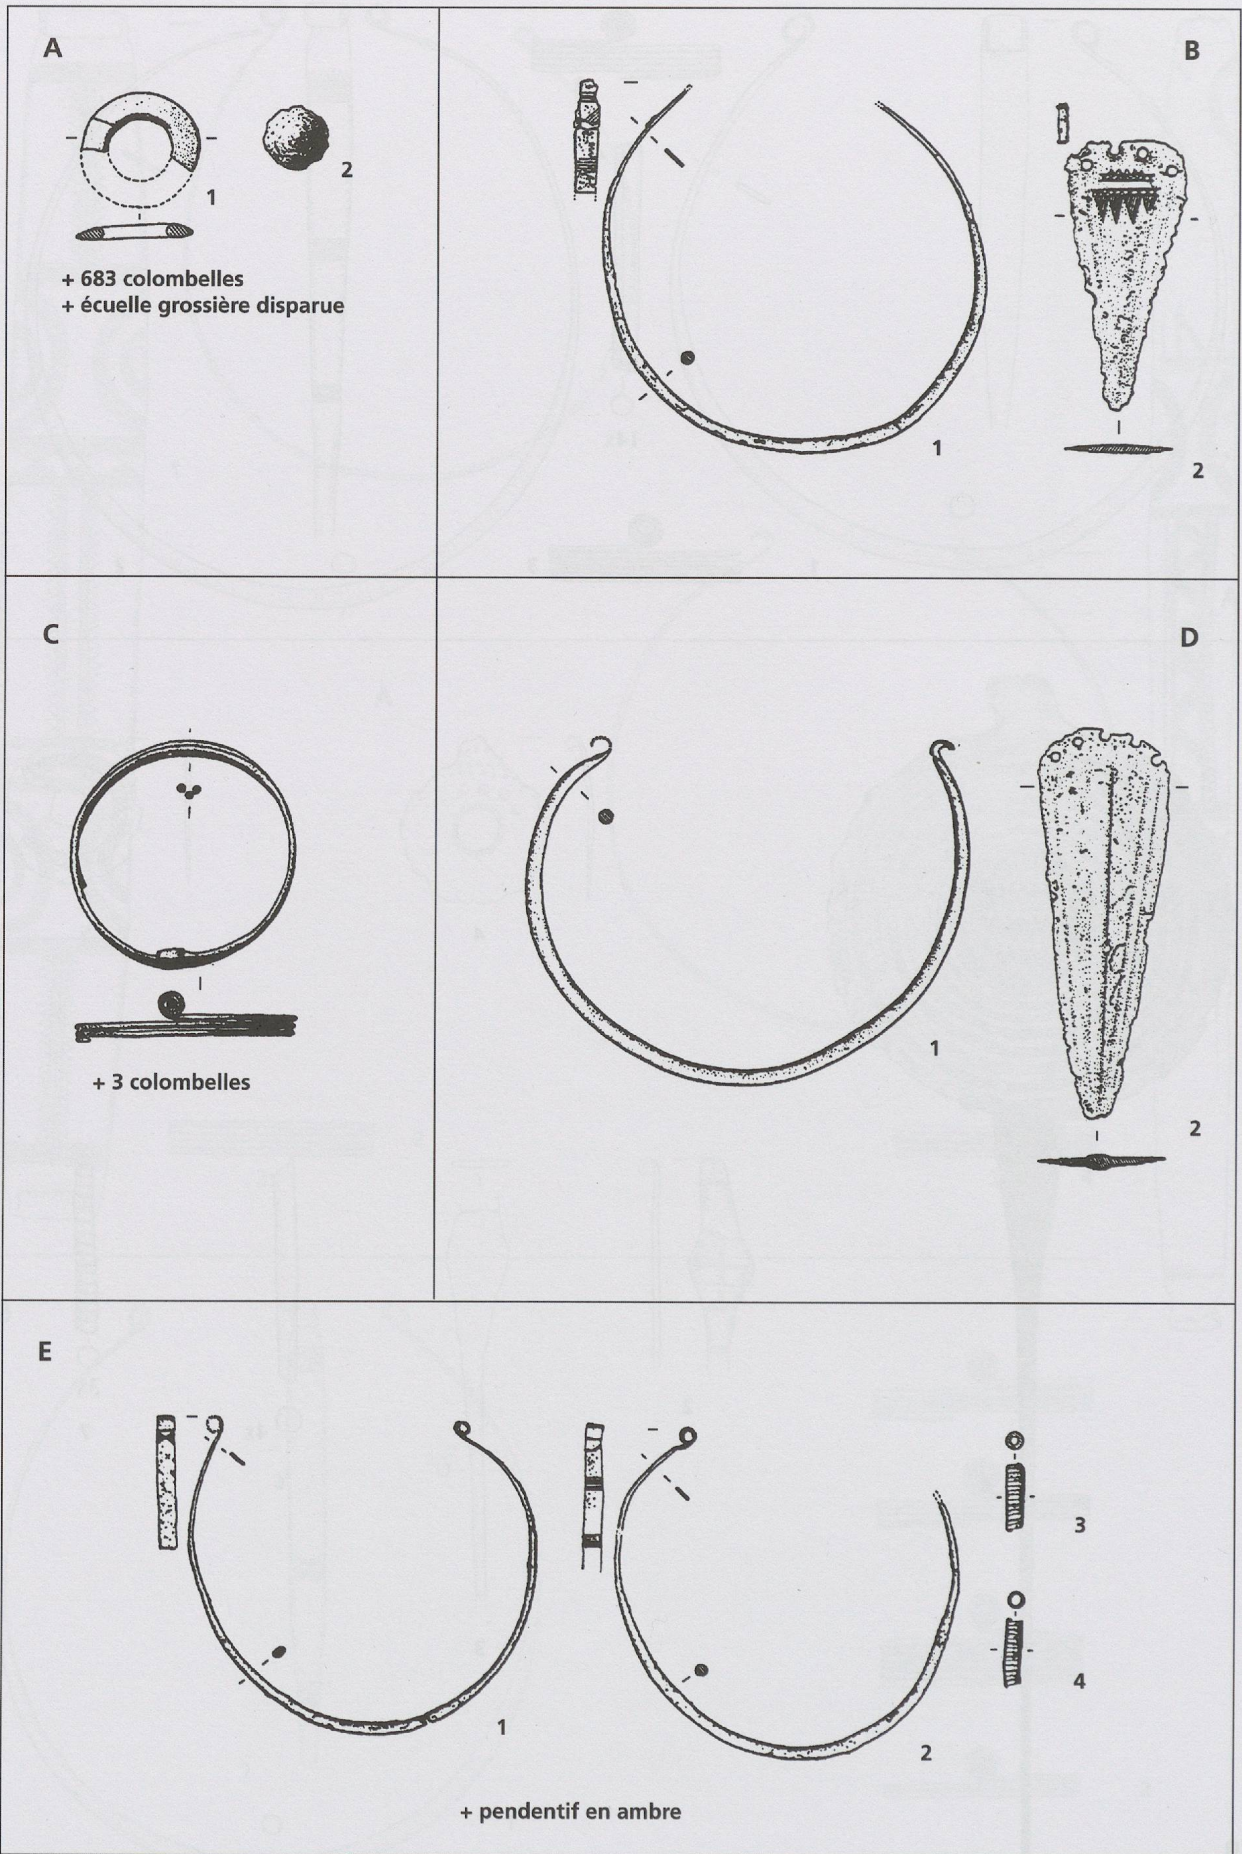 A
1
2
+ 683 colombelles
+ écuelle grossière disparue
B
1
2
C
+ 3 colombelles
D
1
2
E
1
2
3
4
+ pendentif en ambre